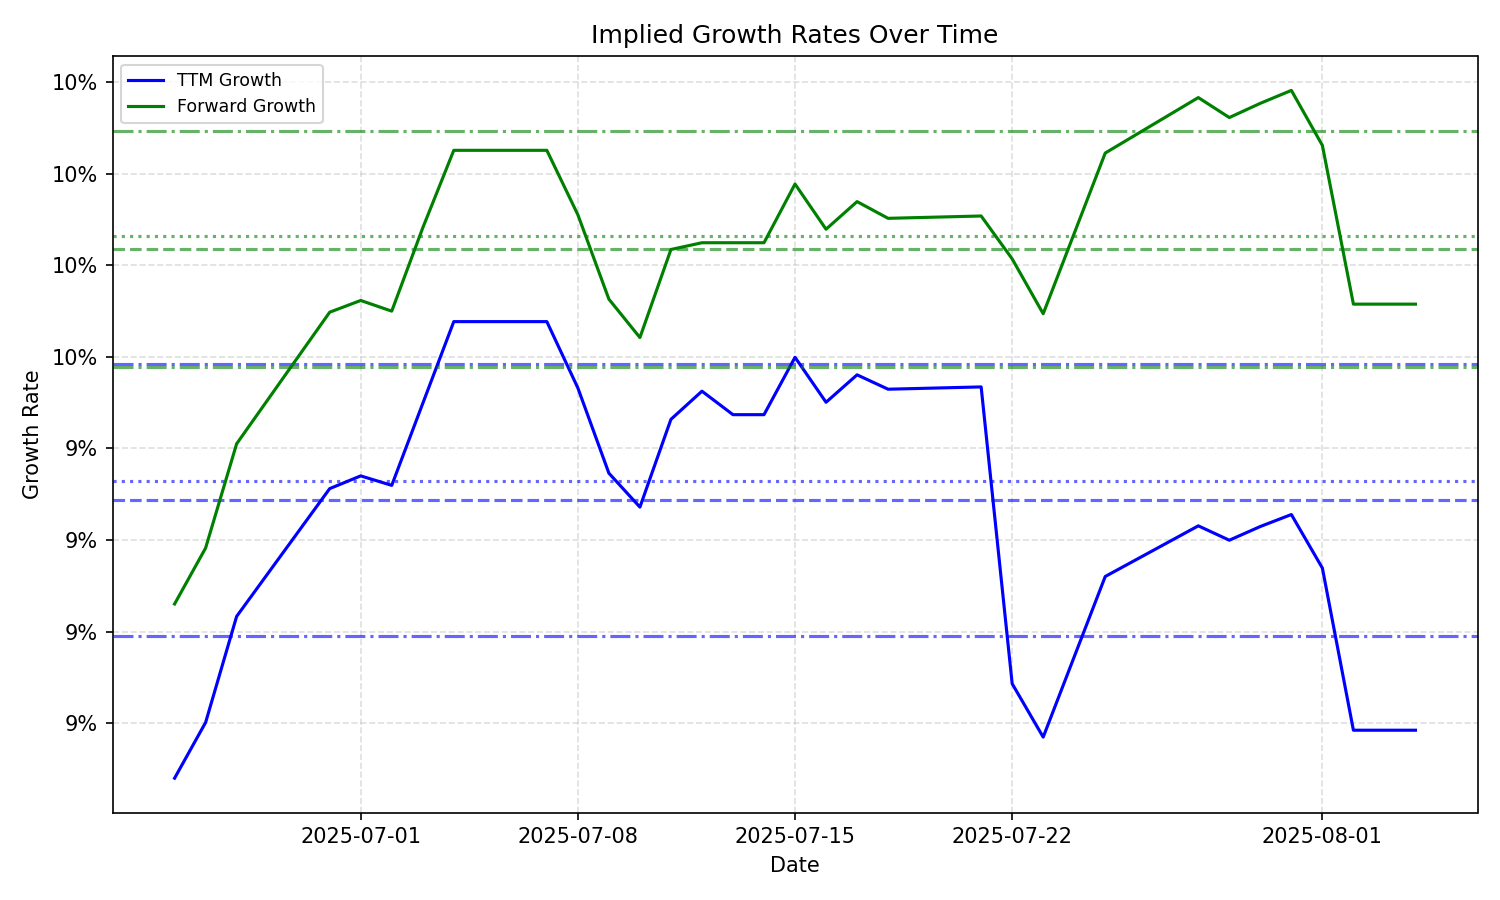 Implied Growth Rates Over Time
TTM Growth
Forward Growth
10%
10%
10%
10%
9%
9%
9%
9%
Growth Rate
2025-07-01
2025-07-08
2025-07-15
2025-07-22
2025-08-01
Date